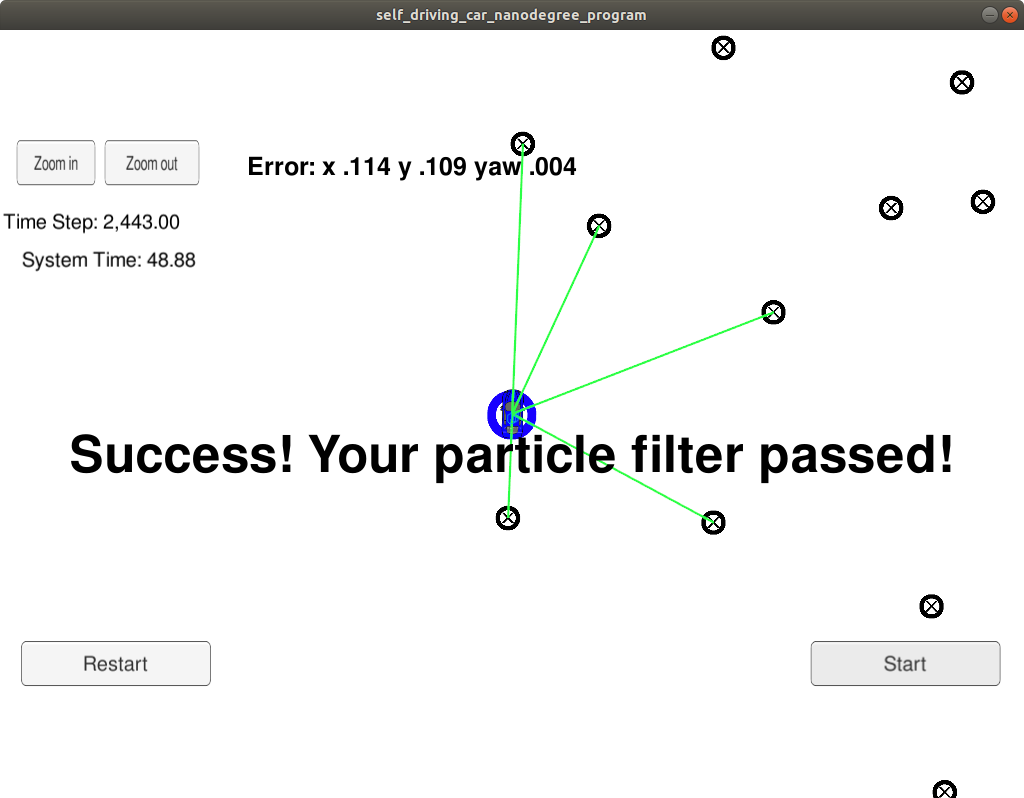 self_driving_car_nanodegree_program
Zoom in
Zoom out
Error: x .114 y .109 yaw .004
Time Step: 2,443.00
System Time: 48.88
Success! Your particle filter passed!
Restart
Start